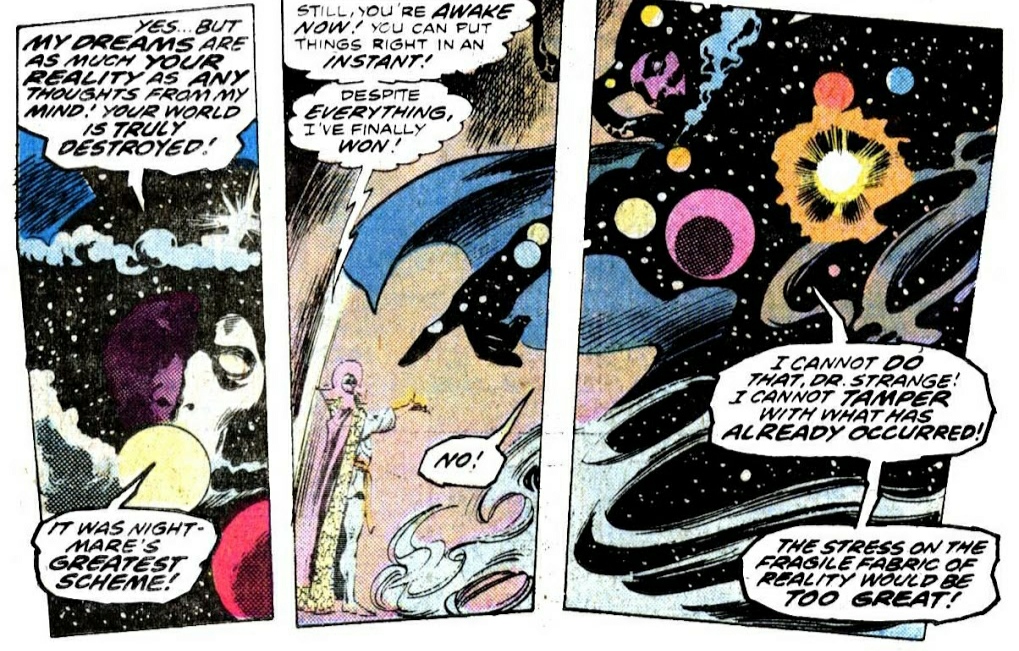 YES...BUT
MY DREAMS ARE
AS MUCH YOUR
REALITY AS ANY
THOUGHTS FROM MY
MIND! YOUR WORLD
IS TRULY
DESTROYED!
IT WAS NIGHT-
MARE'S
GREATEST
SCHEME!
STILL, YOU'RE AWAKE
NOW! YOU CAN PUT
THINGS RIGHT IN AN
INSTANT!
DESPITE
EVERYTHING,
I'VE FINALLY
WON!
NO!
I CANNOT DO
THAT, DR. STRANGE!
I CANNOT TAMPER
WITH WHAT HAS
ALREADY OCCURRED!
THE STRESS ON THE
FRAGILE FABRIC OF
REALITY WOULD BE
TOO GREAT!